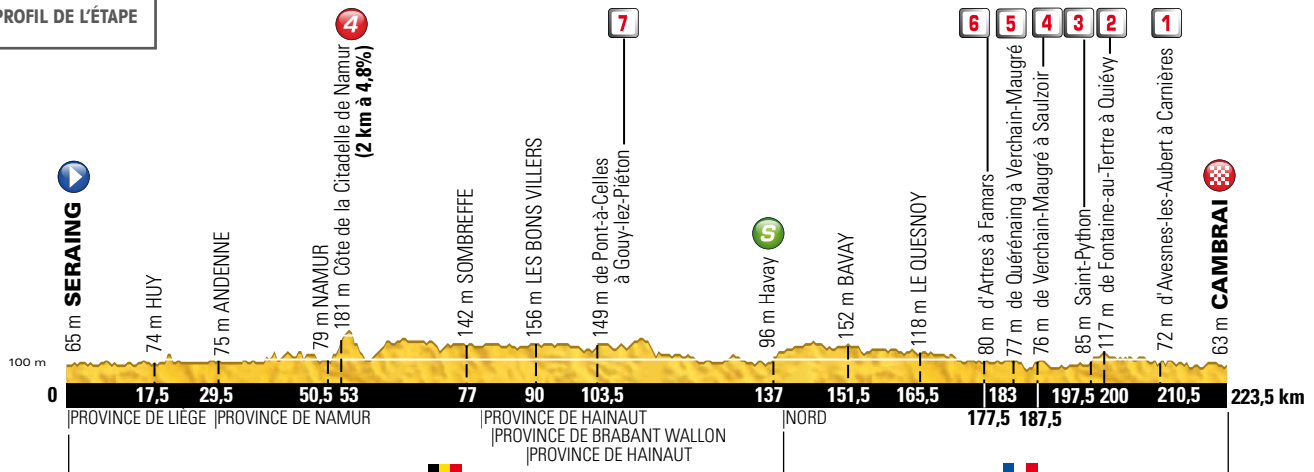 PROFIL DE L'ÉTAPE
4
7
6
5
4
3
2
1
65 m SERAING
74 m HUY
75 m ANDENNE
79 m NAMUR
181 m Côte de la Citadelle de Namur
(2 km à 4,8%)
142 m SOMBREFFE
156 m LES BONS VILLERS
149 m de Pont-à-Celles
à Gouy-lez-Piéton
S
96 m Havay
152 m BAVAY
118 m LE QUESNOY
80 m d'Artres à Famars
77 m de Quérénaing à Verchain-Maugré
76 m de Verchain-Maugré à Saulzoir
85 m Saint-Python
117 m de Fontaine-au-Tertre à Quiévy
72 m d'Avesnes-les-Aubert à Carnières
63 m CAMBRAI
100 m
0 17,5 29,5 50,5 53 77 90 103,5 137 151,5 165,5 183 197,5 200 210,5 223,5 km
177,5 187,5
PROVINCE DE LIÈGE PROVINCE DE NAMUR PROVINCE DE HAINAUT NORD
PROVINCE DE BRABANT WALLON
PROVINCE DE HAINAUT